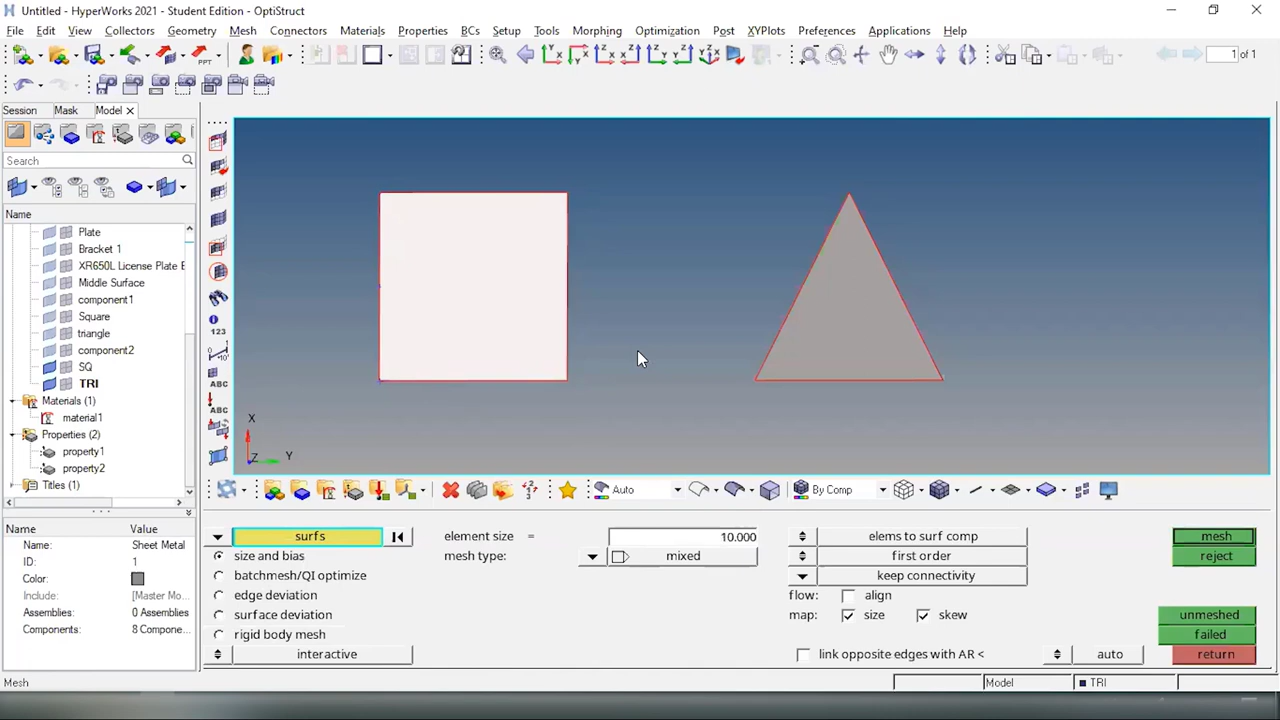 Untitled - HyperWorks 2021 - Student Edition - OptiStruct
File Edit View Collectors Geometry Mesh Connectors Materials Properties BCs Setup Tools Morphing Optimization Post XYPlots Preferences Applications Help
PPT
1 of 1
Session Mask Model
Search
Name
Plate
Bracket 1
XR650L License Plate B
Middle Surface
component1
Square
triangle
component2
SQ
TRI
Materials (1)
material1
Properties (2)
property1
property2
Titles (1)
123
ABC
ABC
X
Z Y
Auto By Comp
Name Value
Name: Sheet Metal
ID: 1
Color:
Include: [Master Mo...
Assemblies: 0 Assemblies
Components: 8 Compone...
surfs element size = 10.000 elems to surf comp mesh
size and bias mesh type: mixed first order reject
batchmesh/QI optimize keep connectivity
edge deviation flow: align
surface deviation map: size skew unmeshed
rigid body mesh failed
interactive link opposite edges with AR < auto return
Mesh Model TRI